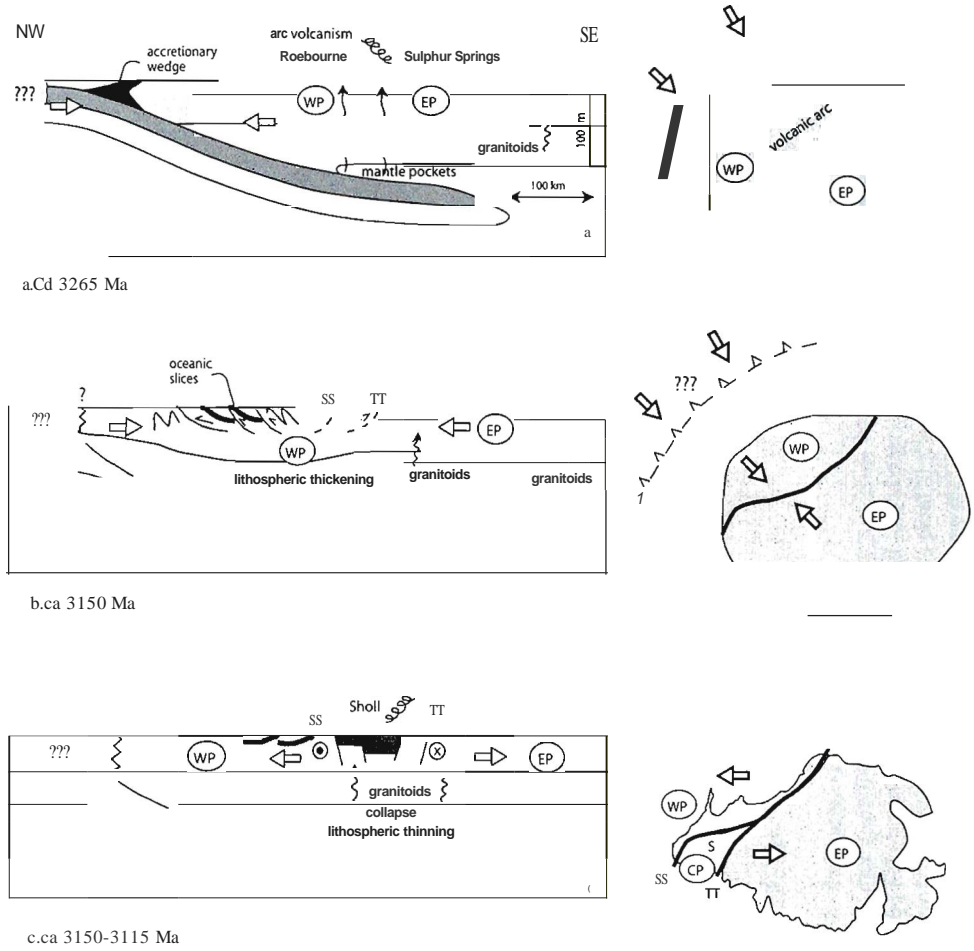 NW
arc volcanism
SE
accretionary
wedge
Roebourne
Sulphur Springs
???
WP
EP
granitoids
100 m
mantle pockets
100 km
a
volcanic arc
WP
EP
a.Cd 3265 Ma
oceanic
slices
?
SS
TT
???
EP
WP
lithospheric thickening
granitoids
granitoids
???
WP
EP
1
b.ca 3150 Ma
Sholl
SS
TT
???
WP
x
EP
granitoids
collapse
lithospheric thinning
(
WP
S
EP
SS
CP
TT
c.ca 3150-3115 Ma